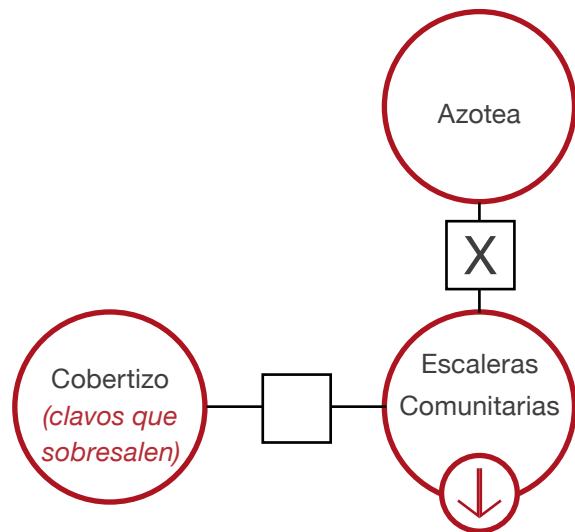 Azotea
X
Escaleras
Comunitarias
Cobertizo
(clavos que
sobresalen)